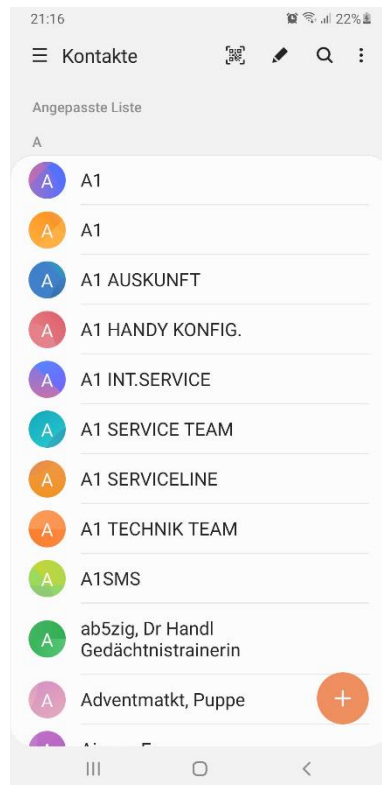 21:16 22%
Kontakte
Angepasste Liste
A
A A1
A A1
A A1 AUSKUNFT
A A1 HANDY KONFIG.
A A1 INT.SERVICE
A A1 SERVICE TEAM
A A1 SERVICELINE
A A1 TECHNIK TEAM
A A1SMS
A ab5zig, Dr Handl
Gedächtnistrainerin
A Adventmatkt, Puppe